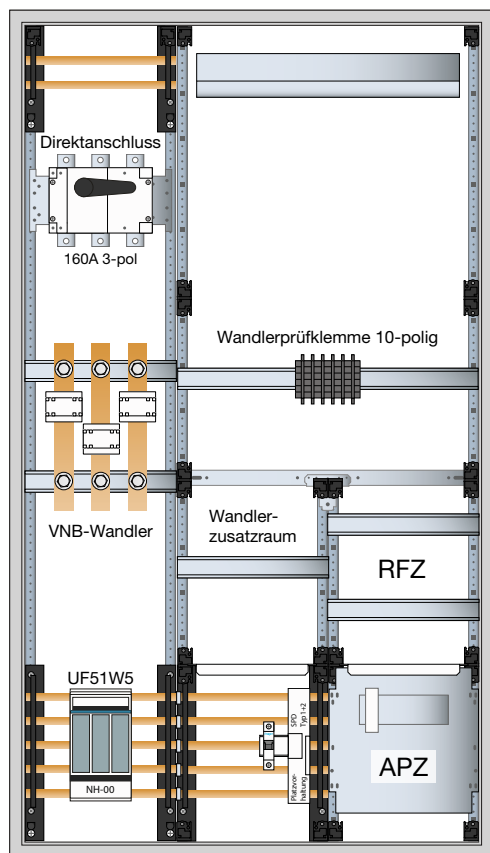 Direktanschluss
160A 3-pol
Wandlerprüfklemme 10-polig
VNB-Wandler
Wandler-
zusatzraum
RFZ
UF51W5
NH-00
SPD
Typ 1+2
Platzvor-
haltung
APZ